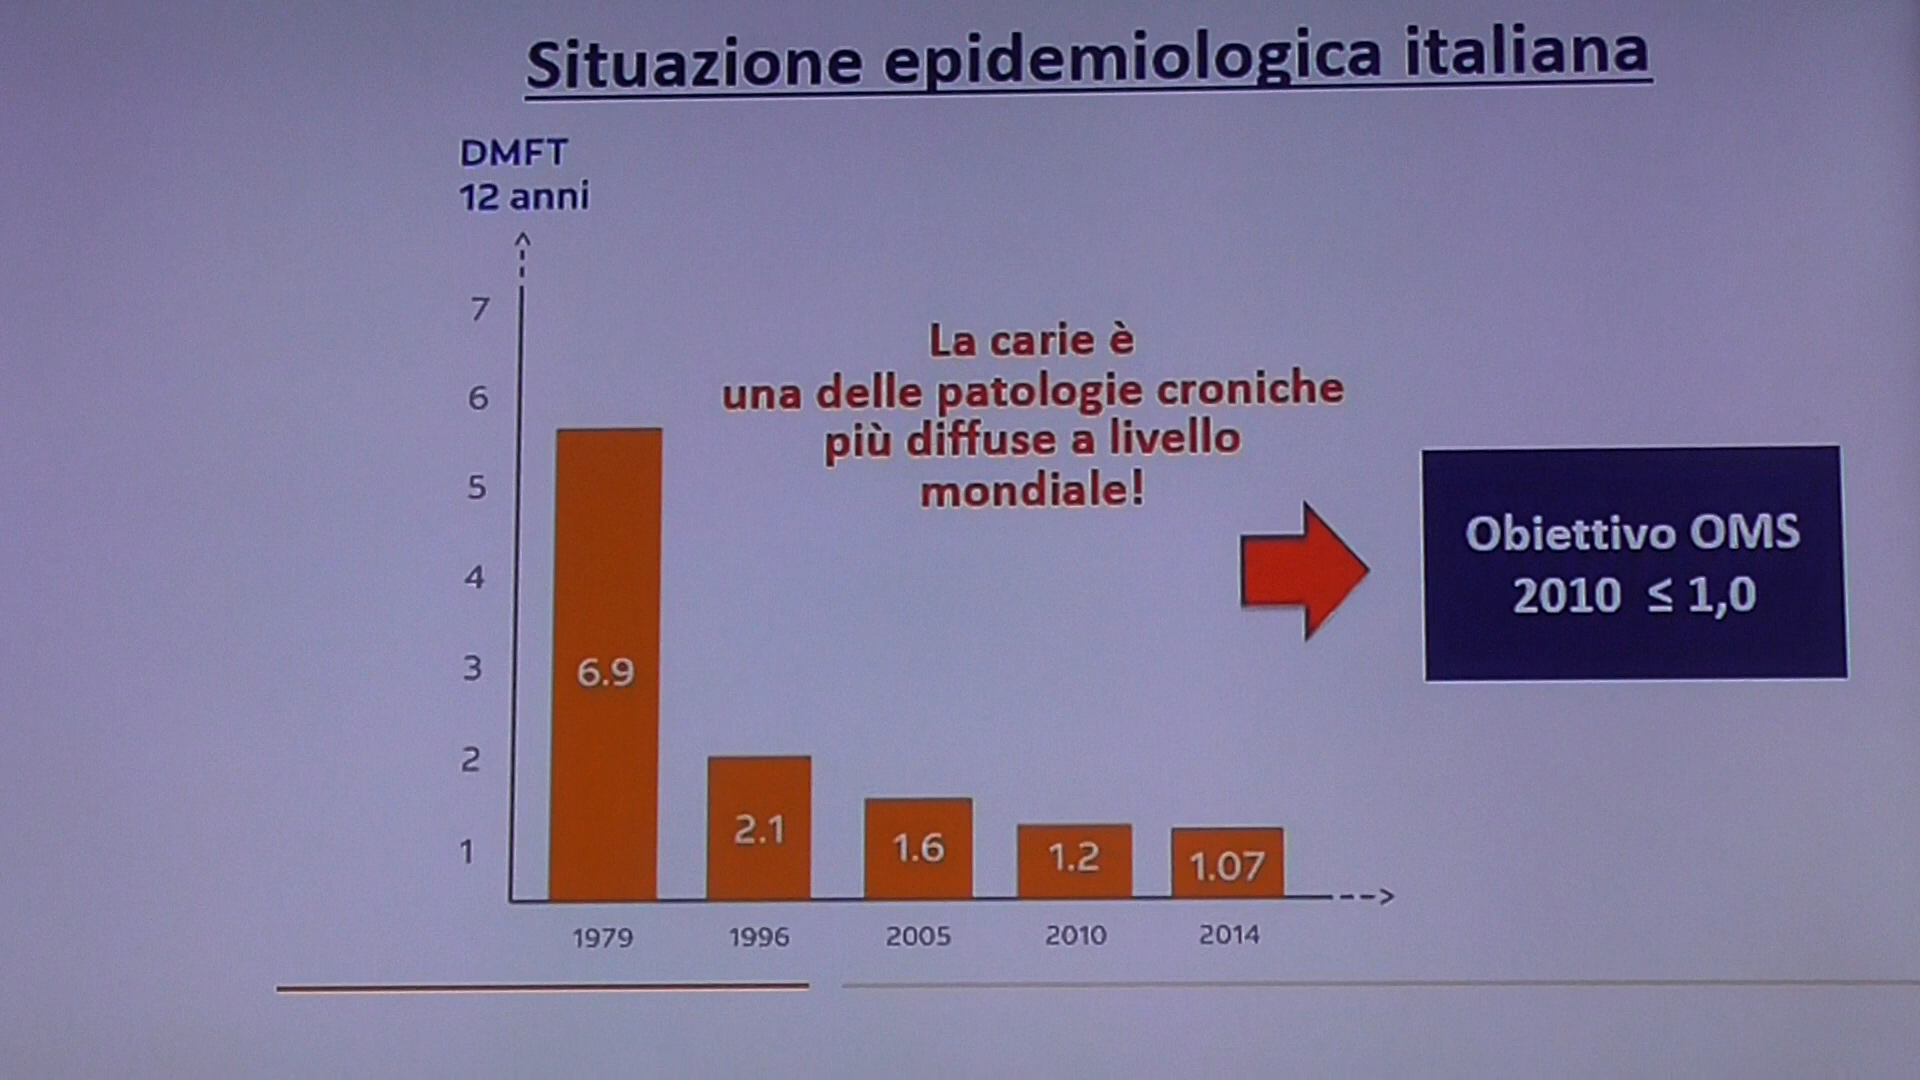 Situazione epidemiologica italiana
DMFT
12 anni
7
6
5
4
3
2
1
La carie è
una delle patologie croniche
più diffuse a livello
mondiale!
Obiettivo OMS
2010 ≤ 1,0
6.9
2.1
1.6
1.2
1.07
1979
1996
2005
2010
2014